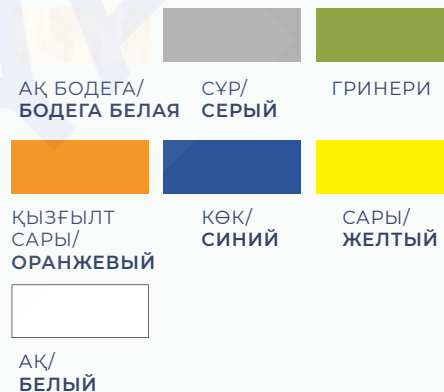 АҚ БОДЕГА/
БОДЕГА БЕЛАЯ
СҰР/
СЕРЫЙ
ГРИНЕРИ
ҚЫЗҒЫЛТ
САРЫ/
ОРАНЖЕВЫЙ
КӨК/
СИНИЙ
САРЫ/
ЖЕЛТЫЙ
АҚ/
БЕЛЫЙ